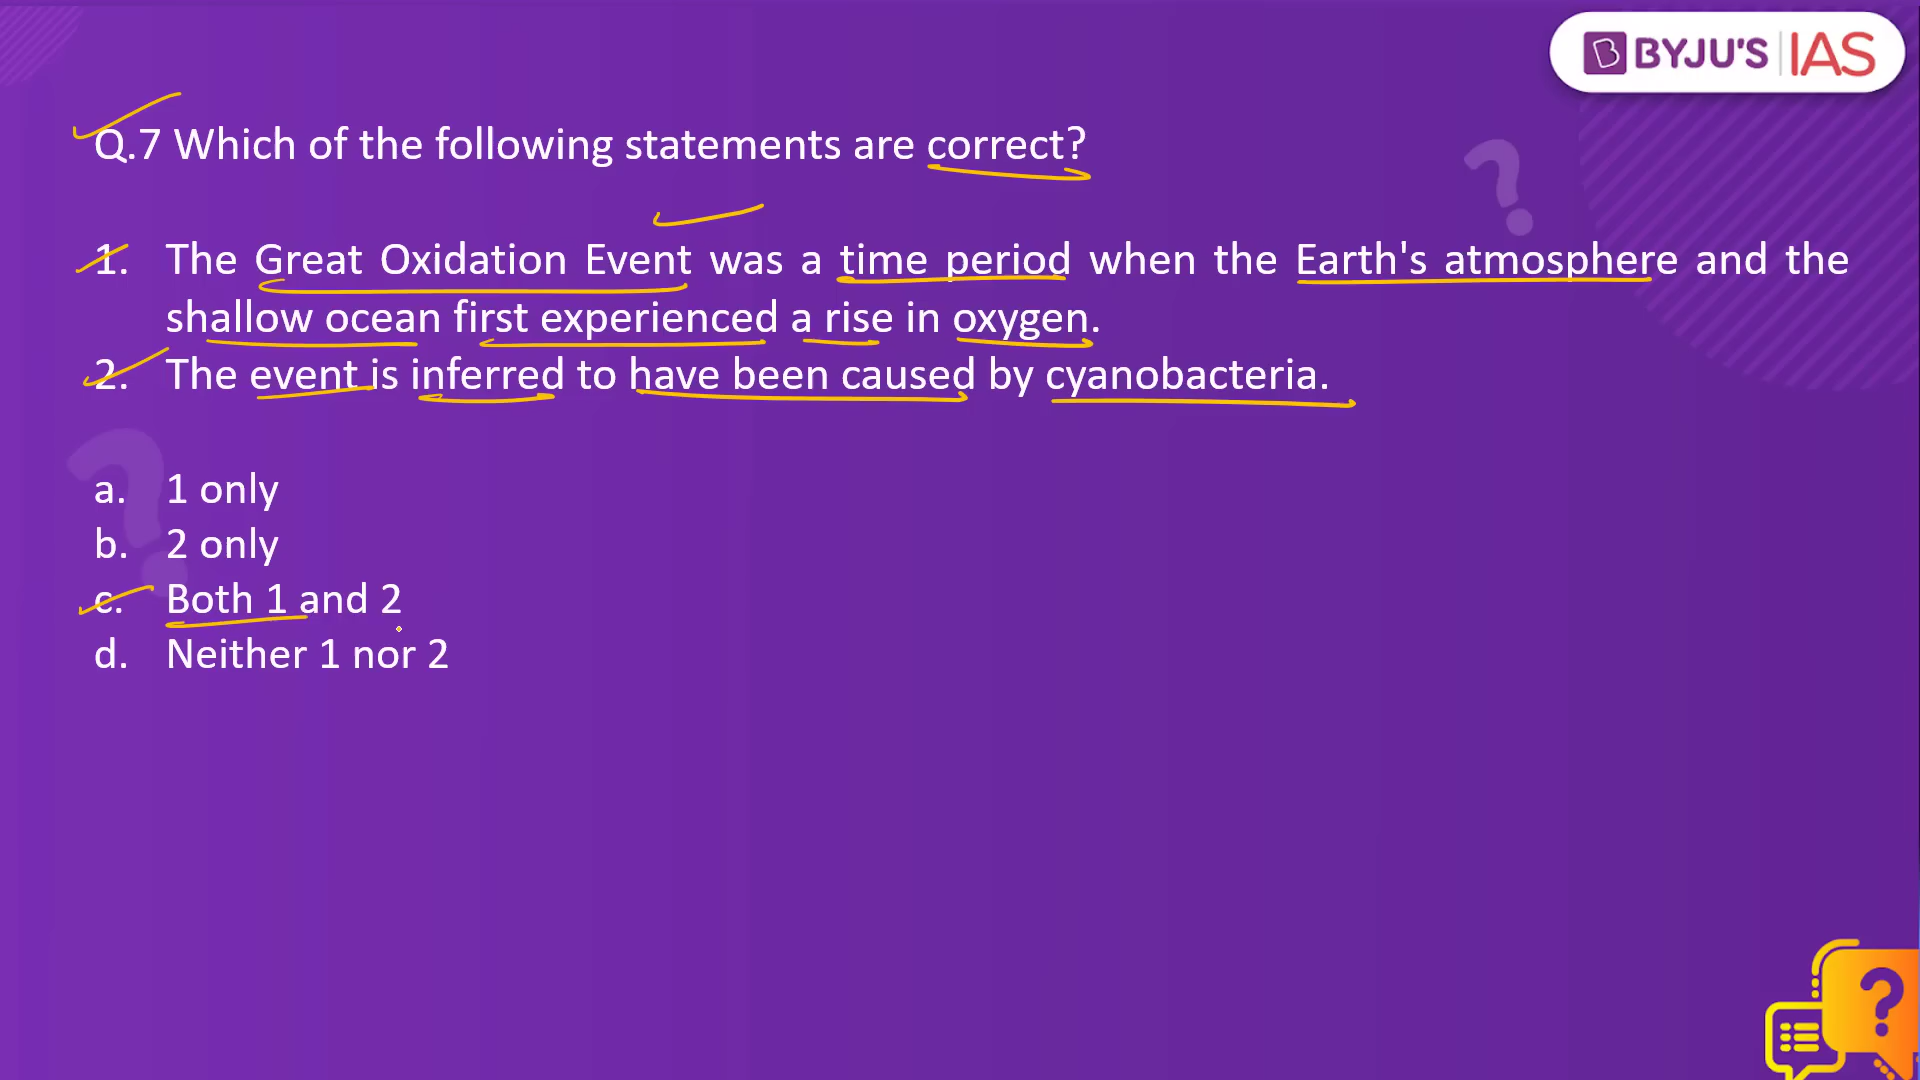 BYJU'S IAS
Q.7 Which of the following statements are correct?
1. The Great Oxidation Event was a time period when the Earth's atmosphere and the
shallow ocean first experienced a rise in oxygen.
2. The event is inferred to have been caused by cyanobacteria.
a. 1 only
b. 2 only
c. Both 1 and 2
d. Neither 1 nor 2